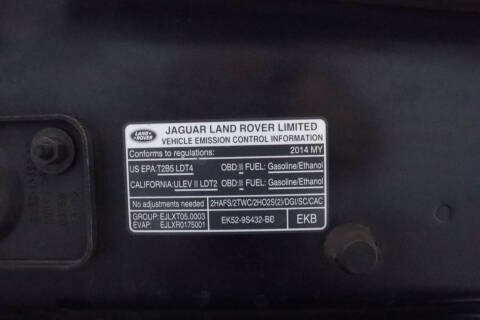 LAND ROVER
JAGUAR LAND ROVER LIMITED
VEHICLE EMISSION CONTROL INFORMATION
Conforms to regulations: 2014 MY
US EPA: T2B5 LDT4 OBD: II FUEL: Gasoline/Ethanol
CALIFORNIA: ULEV II LDT2 OBD: II FUEL: Gasoline/Ethanol
No adjustments needed 2HAFS/2TWC/2HO2S(2)/DGI/SC/CAC
GROUP: EJLXT05.0003
EVAP: EJLXR0175001
EK52-9S432-BE EKB